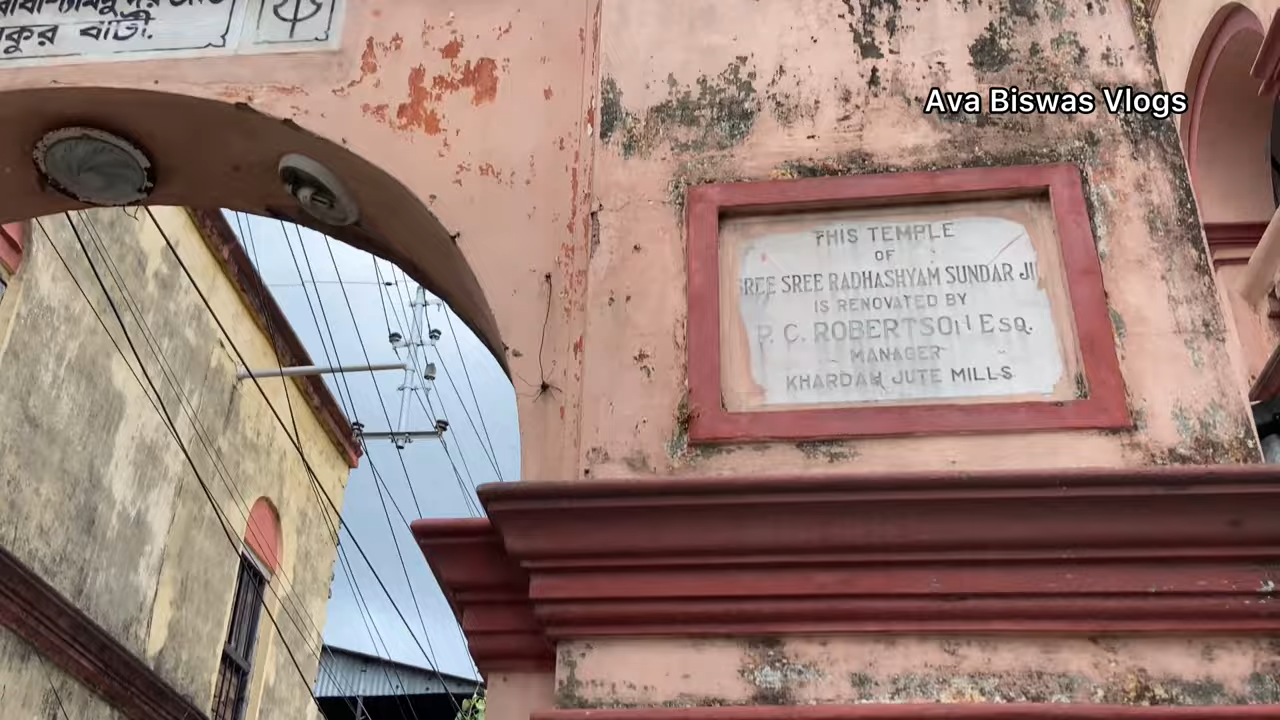 ঠাকুর বাটী.
Ava Biswas Vlogs
THIS TEMPLE
OF
SREE SREE RADHASHYAM SUNDAR JI
IS RENOVATED BY
P. C. ROBERTSON ESQ.
MANAGER
KHARDAH JUTE MILLS